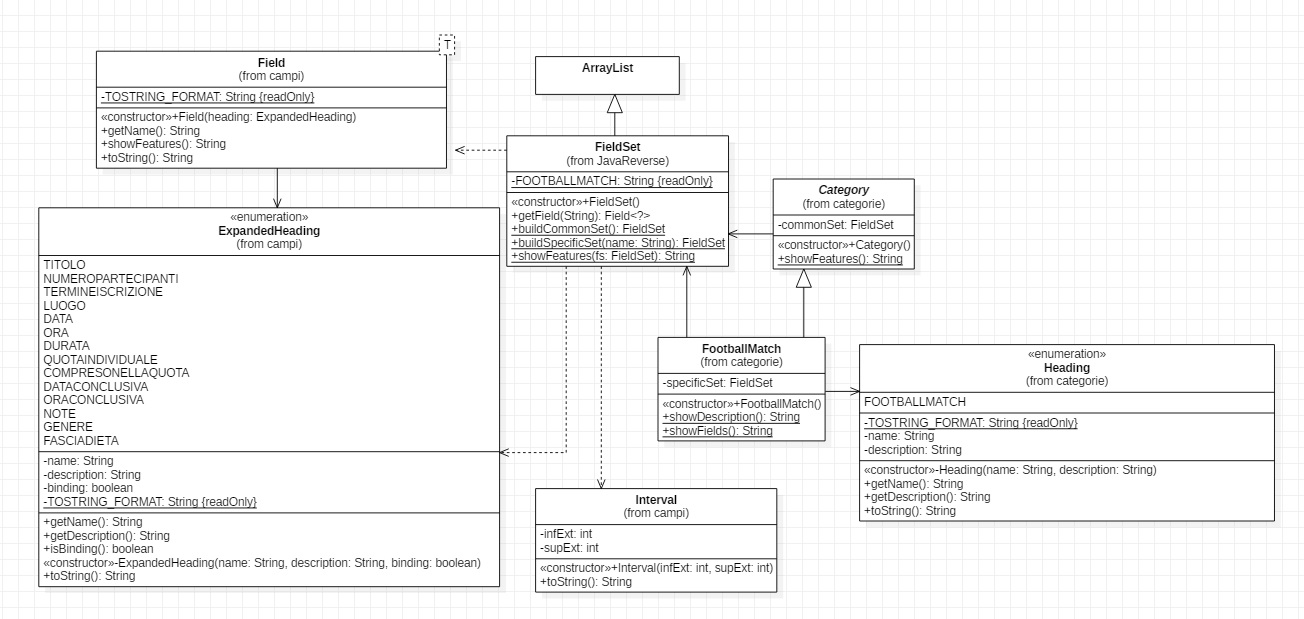 T
Field
(from campi)
-TOSTRING_FORMAT: String {readOnly}
«constructor»+Field(heading: ExpandedHeading)
+getName(): String
+showFeatures(): String
+toString(): String
ArrayList
FieldSet
(from JavaReverse)
-FOOTBALLMATCH: String {readOnly}
«constructor»+FieldSet()
+getField(String): Field<?>
+buildCommonSet(): FieldSet
+buildSpecificSet(name: String): FieldSet
+showFeatures(fs: FieldSet): String
Category
(from categorie)
-commonSet: FieldSet
«constructor»+Category()
+showFeatures(): String
«enumeration»
ExpandedHeading
(from campi)
TITOLO
NUMEROPARTECIPANTI
TERMINEISCRIZIONE
LUOGO
DATA
ORA
DURATA
QUOTAINDIVIDUALE
COMPRESONELLAQUOTA
DATACONCLUSIVA
ORACONCLUSIVA
NOTE
GENERE
FASCIADIETA
-name: String
-description: String
-binding: boolean
-TOSTRING_FORMAT: String {readOnly}
+getName(): String
+getDescription(): String
+isBinding(): boolean
«constructor»-ExpandedHeading(name: String, description: String, binding: boolean)
+toString(): String
FootballMatch
(from categorie)
-specificSet: FieldSet
«constructor»+FootballMatch()
+showDescription(): String
+showFields(): String
«enumeration»
Heading
(from categorie)
FOOTBALLMATCH
-TOSTRING_FORMAT: String {readOnly}
-name: String
-description: String
«constructor»-Heading(name: String, description: String)
+getName(): String
+getDescription(): String
+toString(): String
Interval
(from campi)
-infExt: int
-supExt: int
«constructor»+Interval(infExt: int, supExt: int)
+toString(): String